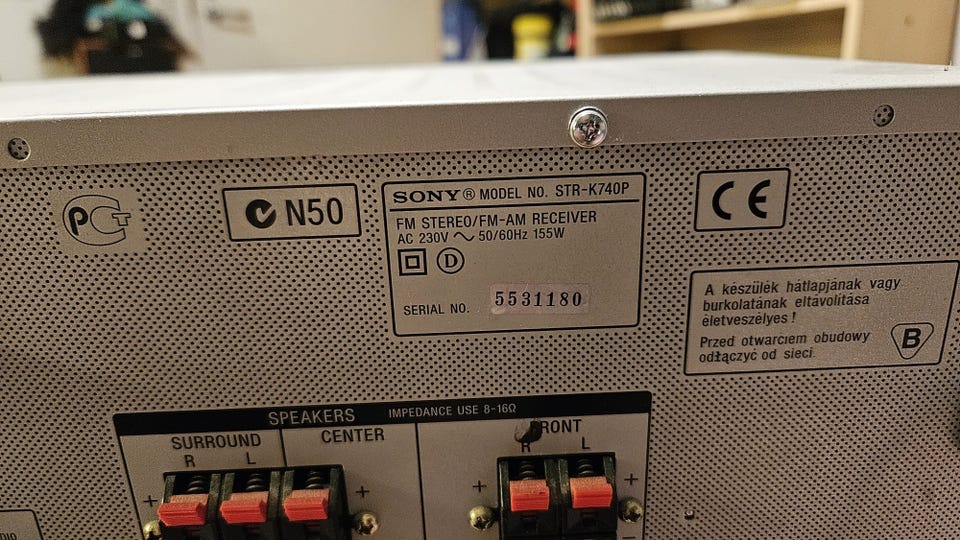 PCT
N50
SONY® MODEL NO. STR-K740P
FM STEREO/FM-AM RECEIVER
AC 230V ~ 50/60Hz 155W
D
SERIAL NO. 5531180
CE
A készülék hátlapjának vagy
burkolatának eltávolítása
életveszélyes !
Przed otwarciem obudowy
odłączyć od sieci.
B
SPEAKERS IMPEDANCE USE 8-16Ω
SURROUND
R L
CENTER
FRONT
R L
+ + + +